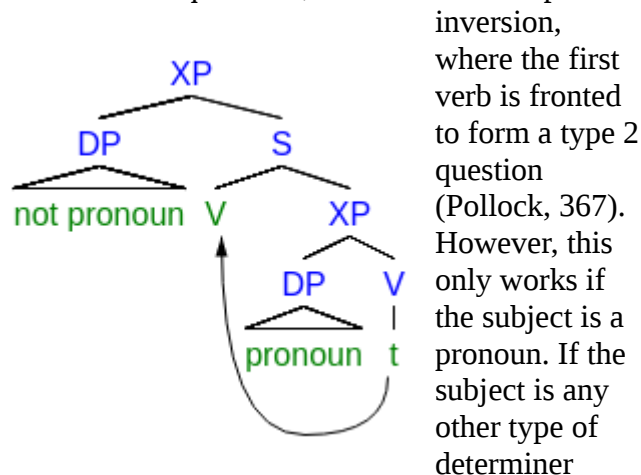 inversion,
where the first
verb is fronted
to form a type 2
question
(Pollock, 367).
However, this
only works if
the subject is a
pronoun. If the
subject is any
other type of
determiner
XP
DP S
not pronoun V XP
DP V
pronoun t